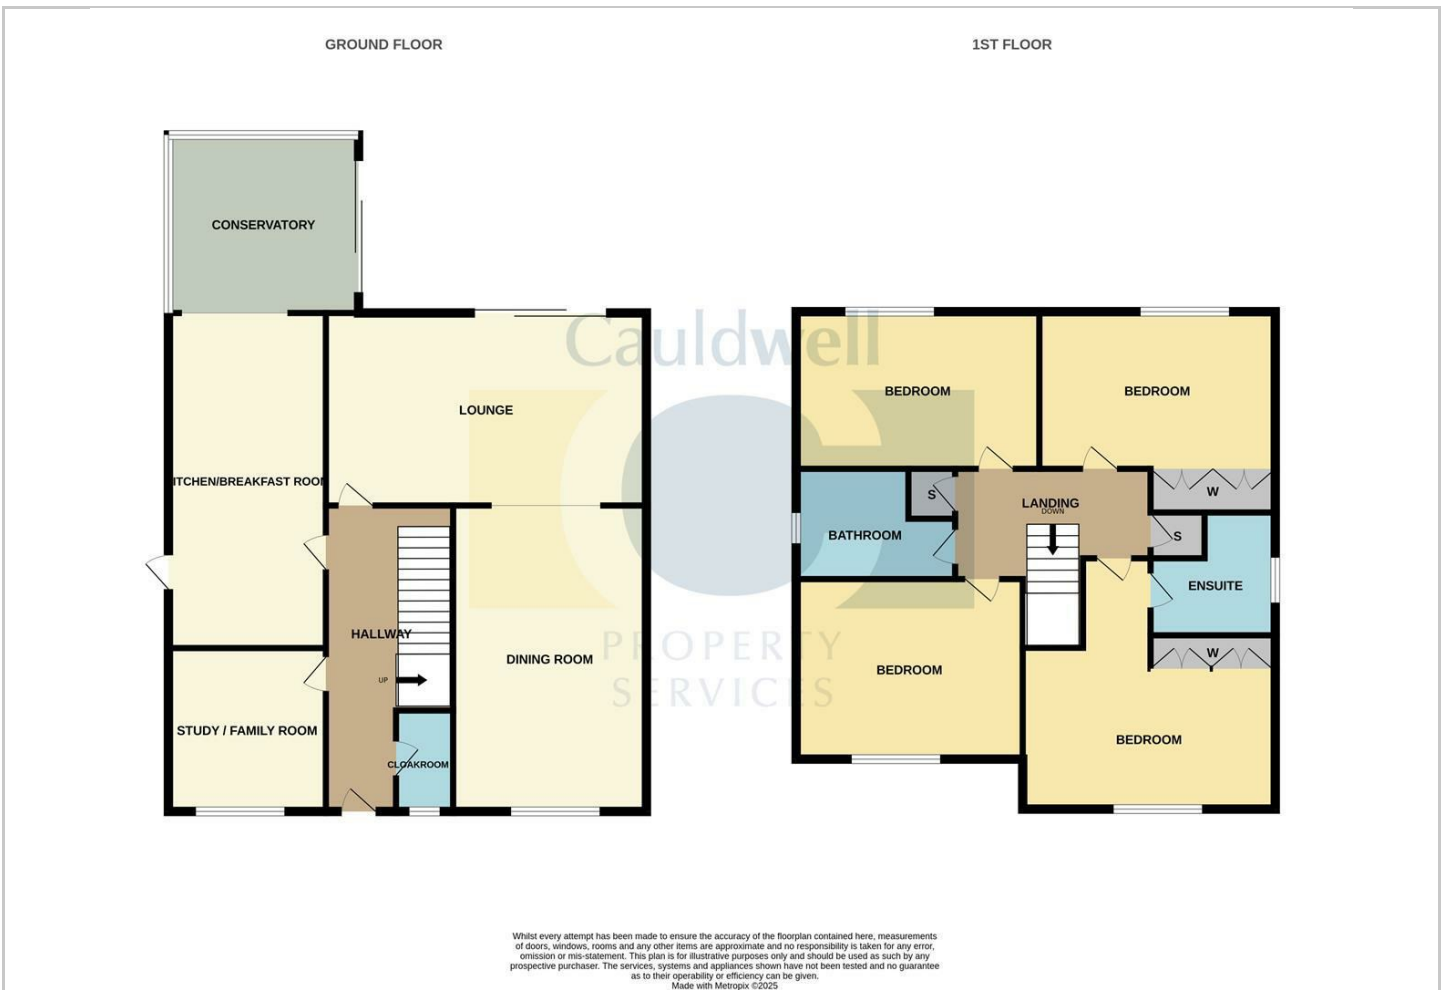 GROUND FLOOR
1ST FLOOR
CONSERVATORY
LOUNGE
ITCHEN/BREAKFAST ROOM
HALLWAY
UP
DINING ROOM
STUDY / FAMILY ROOM
CLOAKROOM
BEDROOM
BEDROOM
W
S
LANDING
DOWN
BATHROOM
S
ENSUITE
W
BEDROOM
BEDROOM
Cauldwell
PROPERTY
SERVICES
Whilst every attempt has been made to ensure the accuracy of the floorplan contained here, measurements
of doors, windows, rooms and any other items are approximate and no responsibility is taken for any error,
omission or mis-statement. This plan is for illustrative purposes only and should be used as such by any
prospective purchaser. The services, systems and appliances shown have not been tested and no guarantee
as to their operability or efficiency can be given.
Made with Metropix ©2025